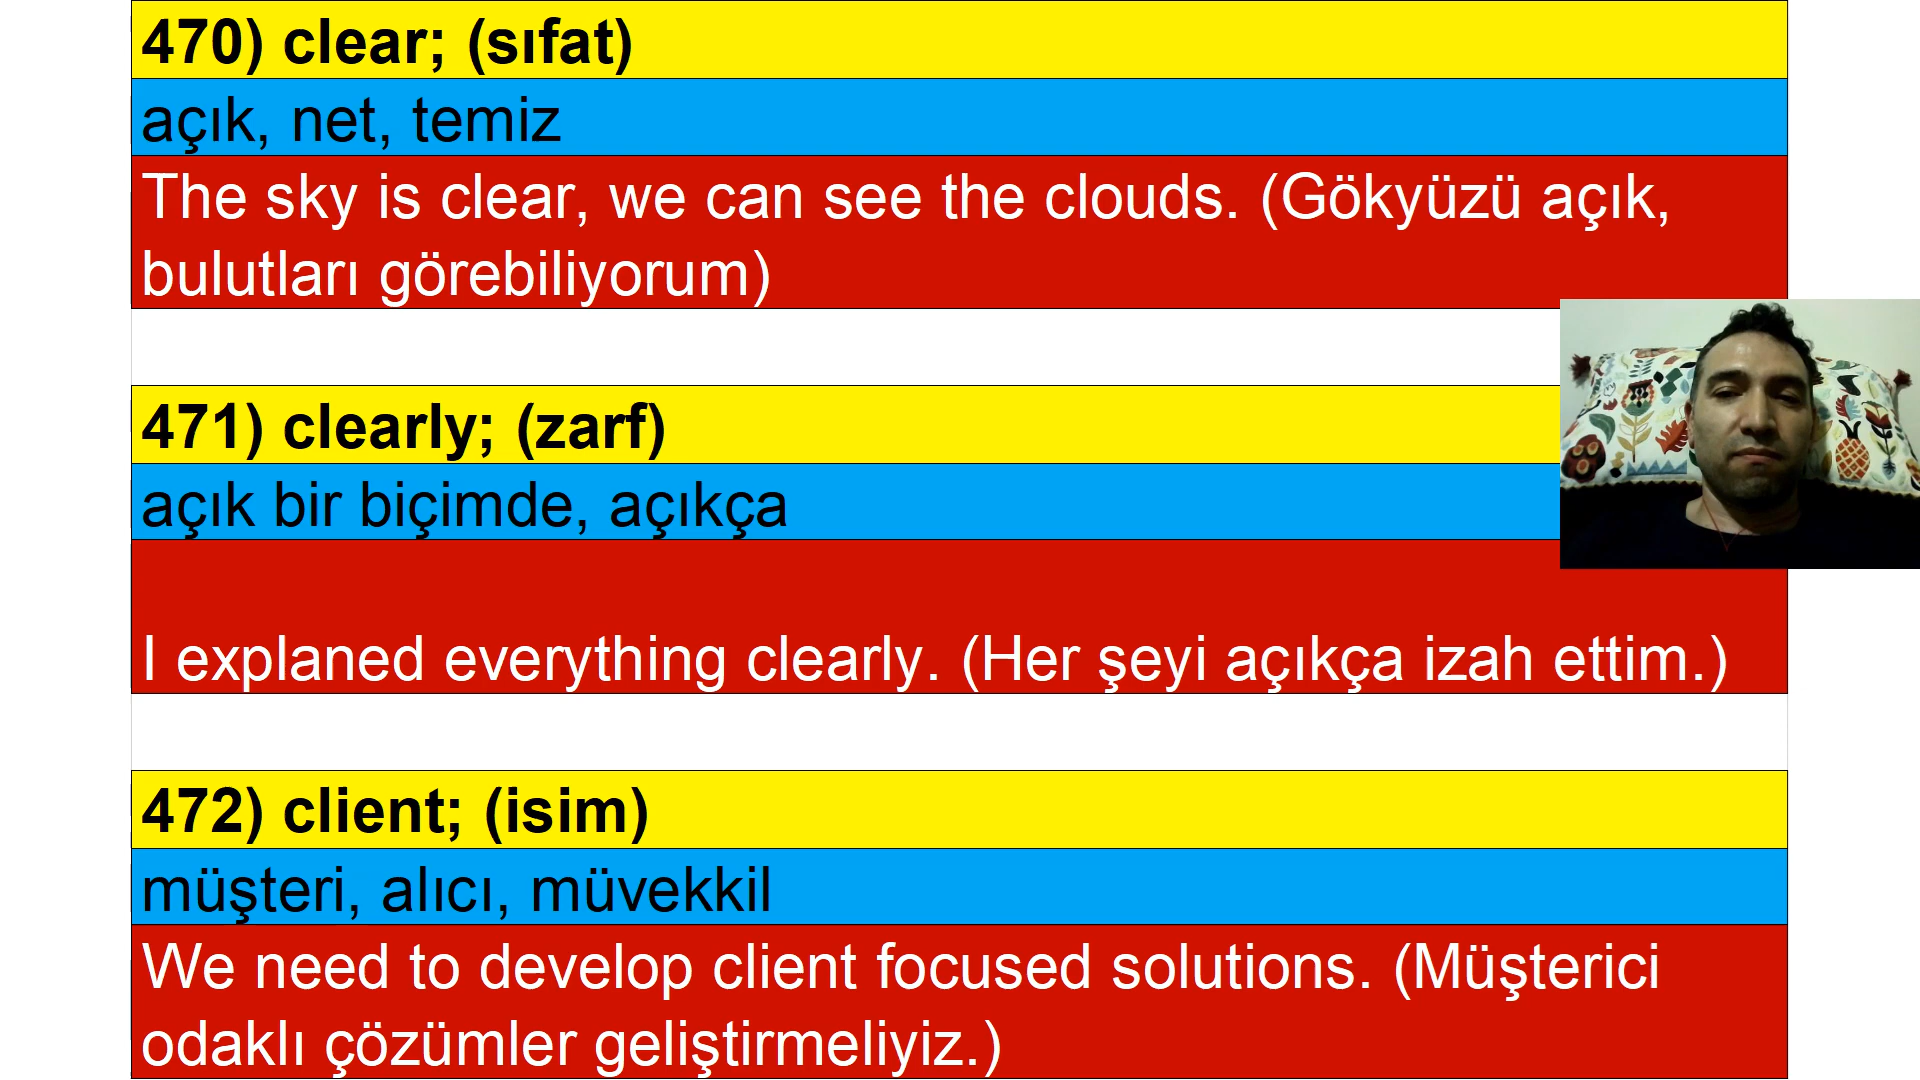 470) clear; (sıfat)
açık, net, temiz
The sky is clear, we can see the clouds. (Gökyüzü açık,
bulutları görebiliyorum)
471) clearly; (zarf)
açık bir biçimde, açıkça
I explaned everything clearly. (Her şeyi açıkça izah ettim.)
472) client; (isim)
müşteri, alıcı, müvekkil
We need to develop client focused solutions. (Müşterici
odaklı çözümler geliştirmeliyiz.)